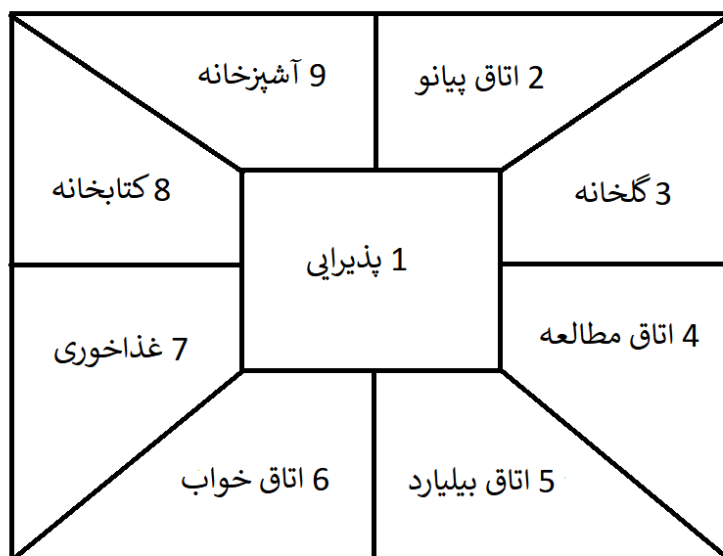 9 آشپزخانه
2 اتاق پیانو
8 کتابخانه
3 گلخانه
1 پذیرایی
7 غذاخوری
4 اتاق مطالعه
6 اتاق خواب
5 اتاق بیلیارد